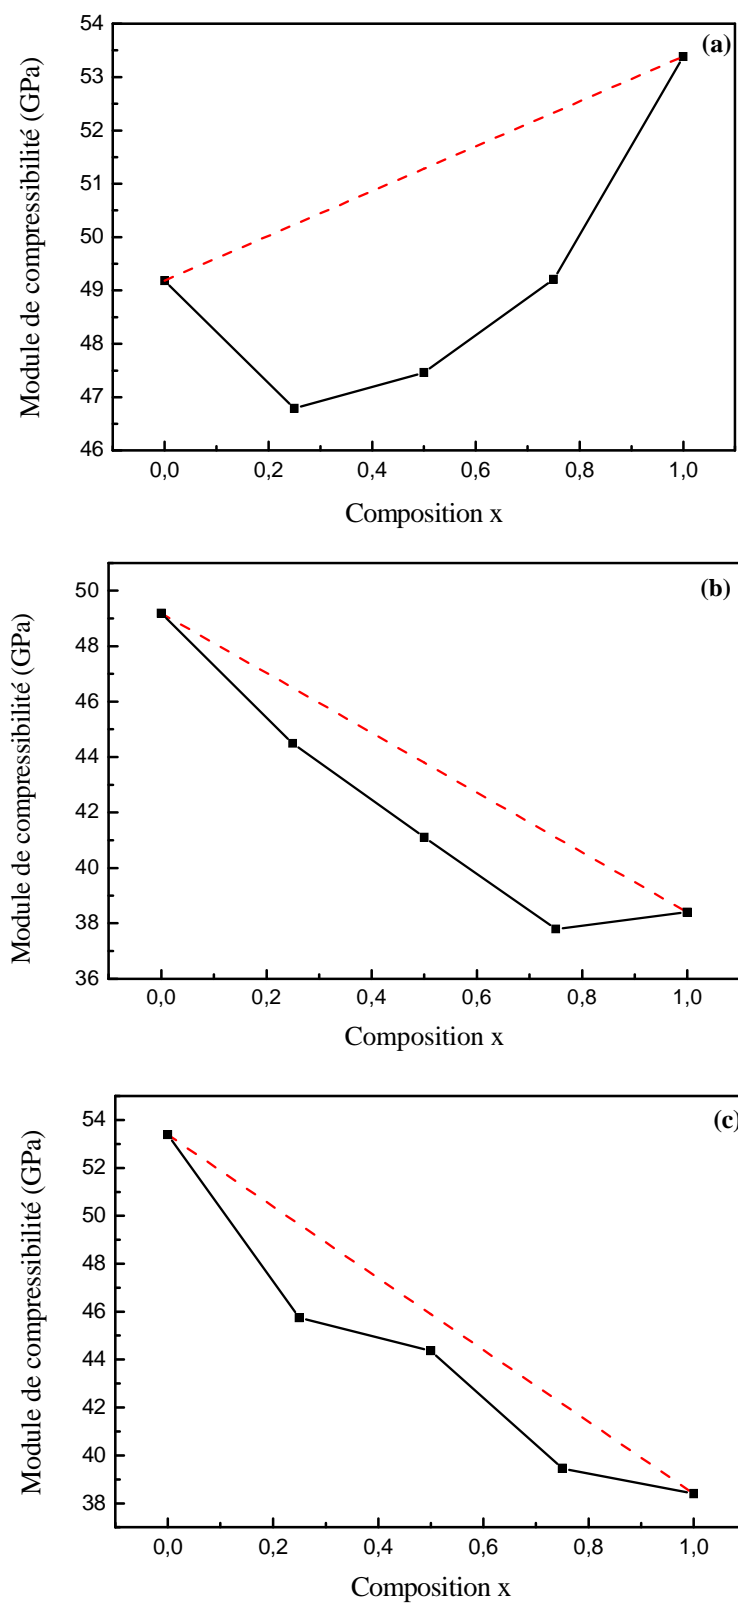 (a)
Module de compressibilité (GPa)
54
53
52
51
50
49
48
47
46
0,0 0,2 0,4 0,6 0,8 1,0
Composition x
(b)
Module de compressibilité (GPa)
50
48
46
44
42
40
38
36
0,0 0,2 0,4 0,6 0,8 1,0
Composition x
(c)
Module de compressibilité (GPa)
54
52
50
48
46
44
42
40
38
0,0 0,2 0,4 0,6 0,8 1,0
Composition x